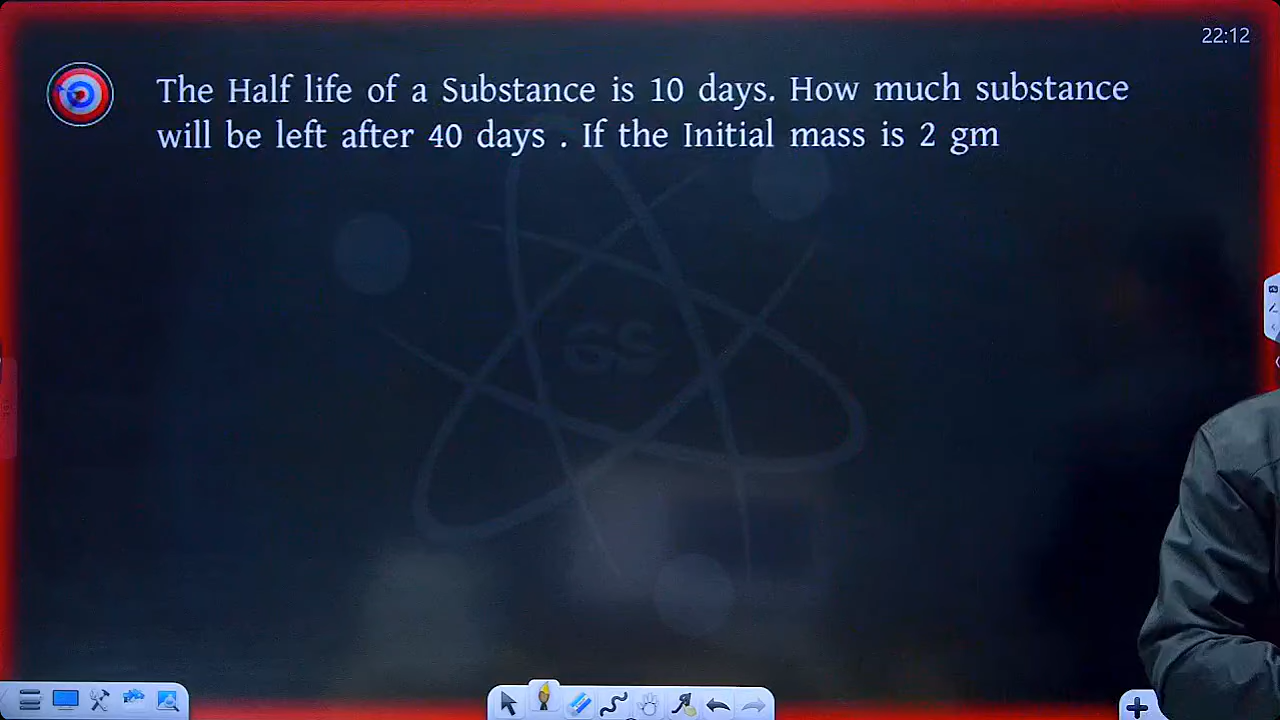 22:12
The Half life of a Substance is 10 days. How much substance
will be left after 40 days . If the Initial mass is 2 gm
GS